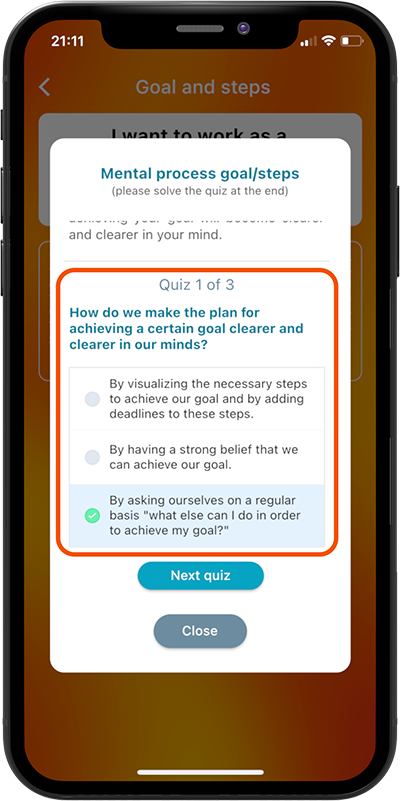 21:11
Goal and steps
I want to work as a
Mental process goal/steps
(please solve the quiz at the end)
achieving your goal will become clearer
and clearer in your mind.
Quiz 1 of 3
How do we make the plan for
achieving a certain goal clearer and
clearer in our minds?
By visualizing the necessary steps
to achieve our goal and by adding
deadlines to these steps.
By having a strong belief that we
can achieve our goal.
By asking ourselves on a regular
basis "what else can I do in order
to achieve my goal?"
Next quiz
Close